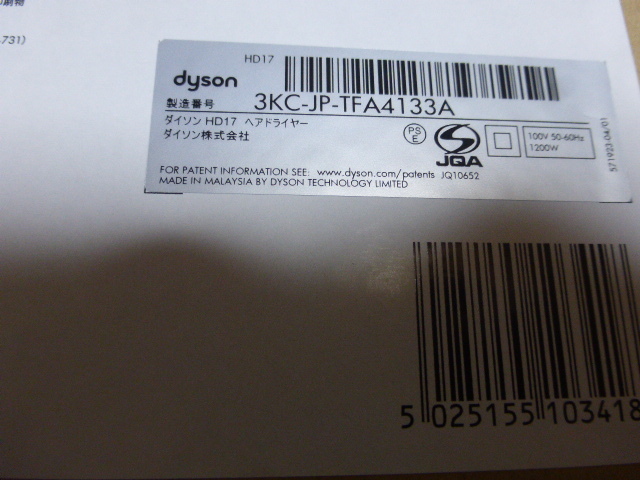 4731)
HD17
dyson
製造番号 3KC-JP-TFA4133A
ダイソン HD17 ヘアドライヤー
ダイソン株式会社
PS
E
JQA
100V 50-60Hz
1200W
FOR PATENT INFORMATION SEE: www.dyson.com/patents JQ10652
MADE IN MALAYSIA BY DYSON TECHNOLOGY LIMITED
5 025155 103418